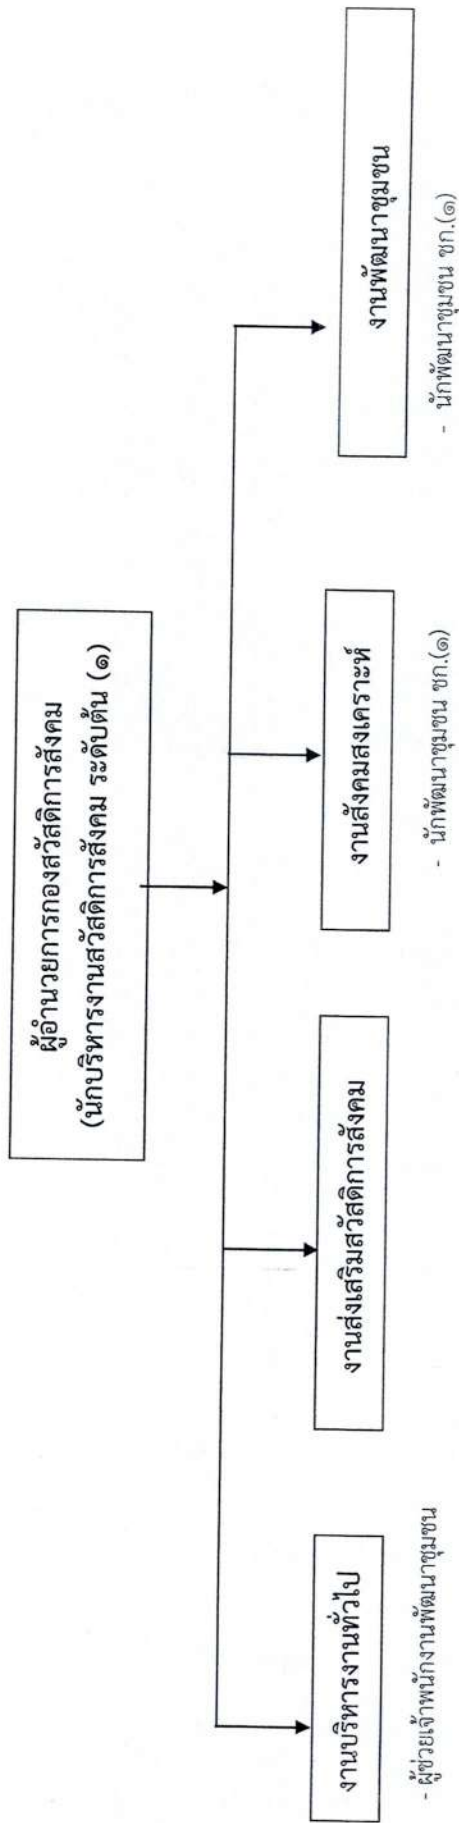 ผู้อำนวยการกองสวัสดิการสังคม
(นักบริหารงานสวัสดิการสังคม ระดับต้น (๑)
งานบริหารงานทั่วไป
- ผู้ช่วยเจ้าพนักงานพัฒนาชุมชน
งานส่งเสริมสวัสดิการสังคม
งานสังคมสงเคราะห์
- นักพัฒนาชุมชน ชก.(๑)
งานพัฒนาชุมชน
- นักพัฒนาชุมชน ชก.(๑)